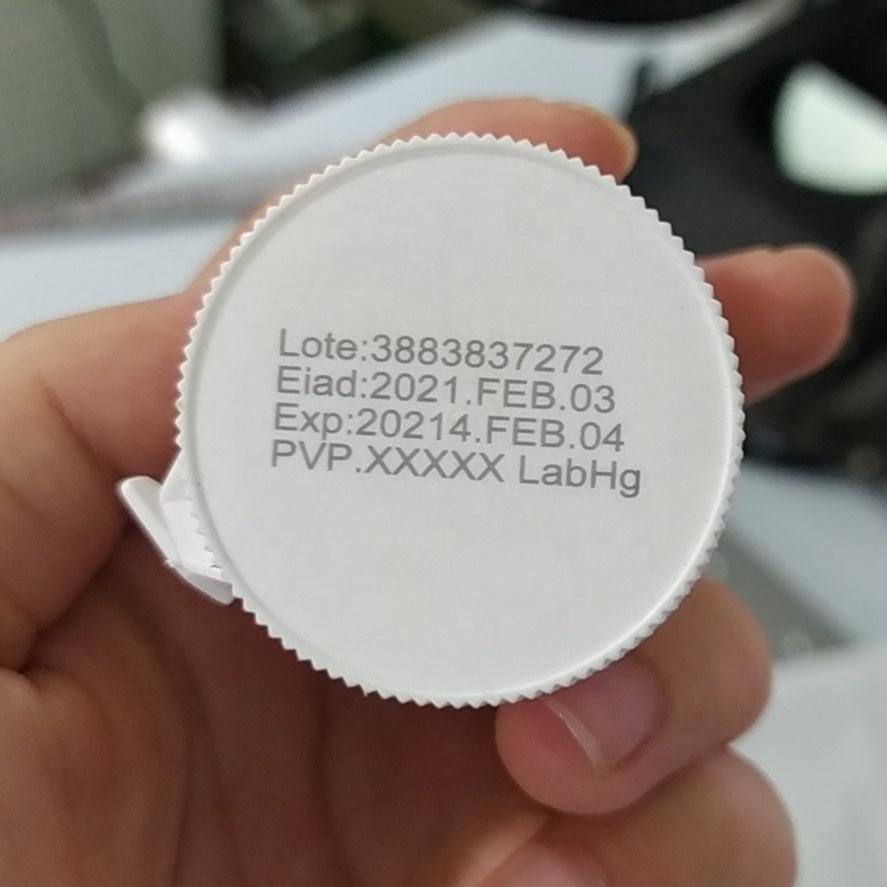 Lote:3883837272
Eiad:2021.FEB.03
Exp:20214.FEB.04
PVP.XXXXX LabHg